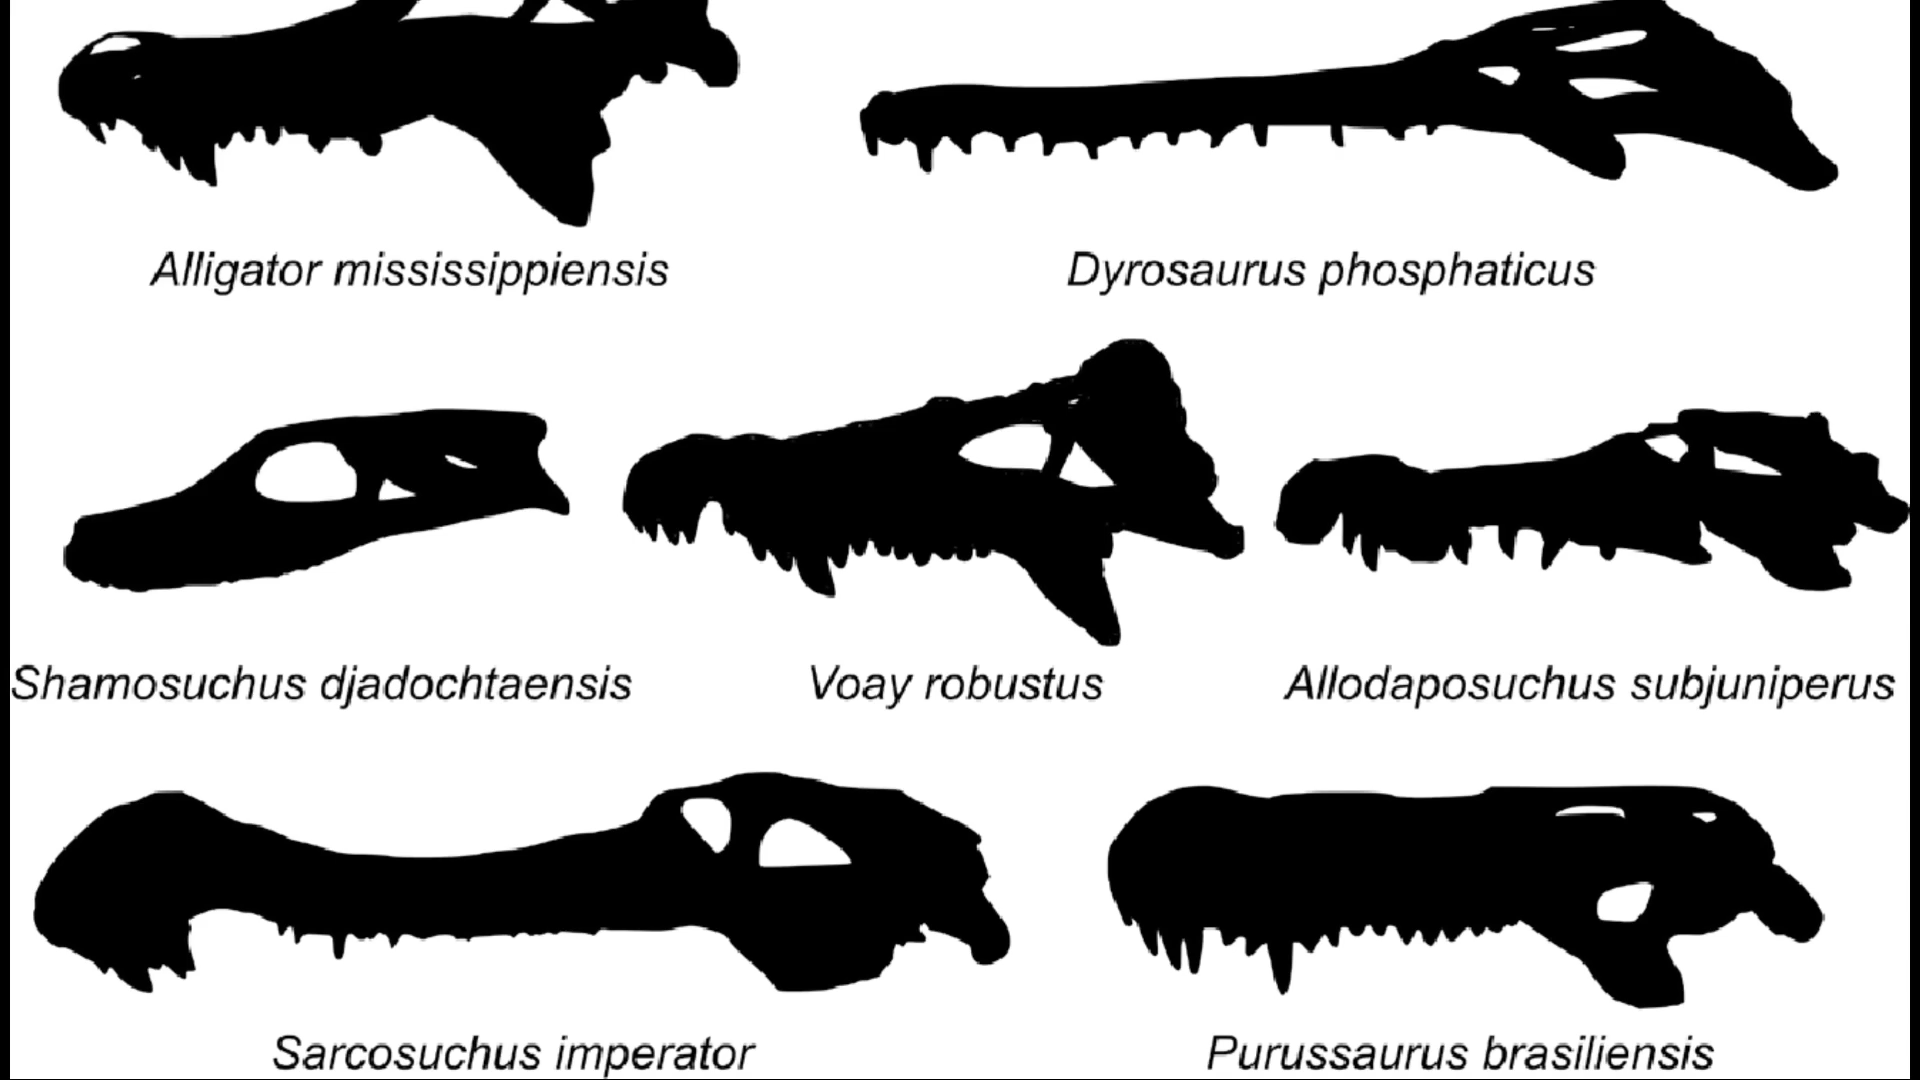 Alligator mississippiensis
Dyrosaurus phosphaticus
Shamosuchus djadochtaensis
Voay robustus
Allodaposuchus subjuniperus
Sarcosuchus imperator
Purussaurus brasiliensis